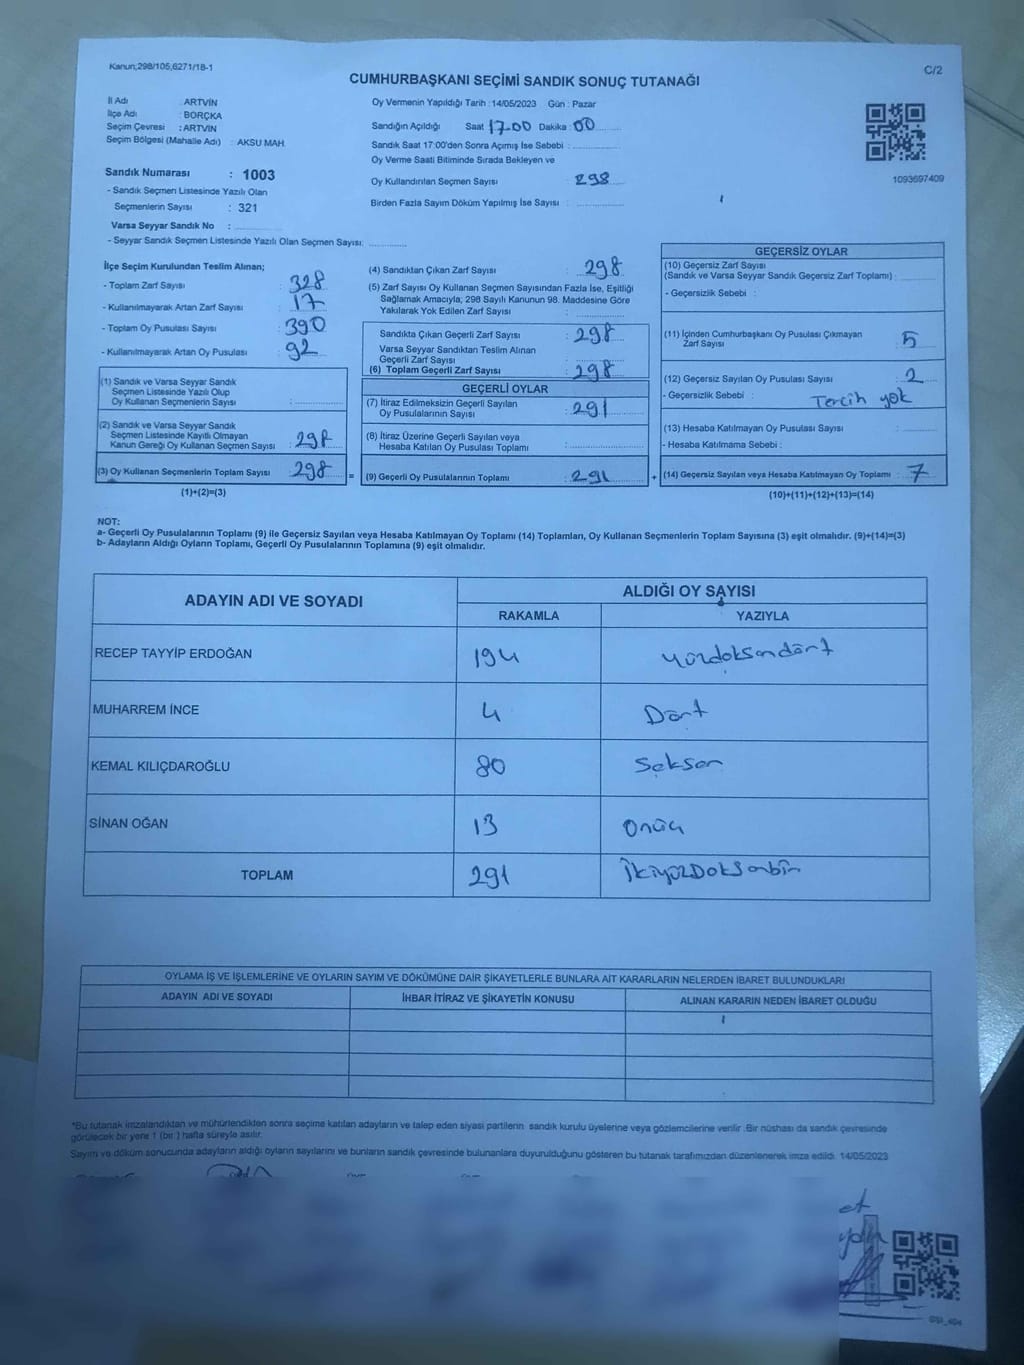 Kanun;298/105,6271/18-1
C/2
CUMHURBAŞKANI SEÇİMİ SANDIK SONUÇ TUTANAĞI
İl Adı : ARTVİN
İlçe Adı : BORÇKA
Seçim Çevresi : ARTVİN
Seçim Bölgesi (Mahalle Adı) : AKSU MAH.
Sandık Numarası : 1003
- Sandık Seçmen Listesinde Yazılı Olan
Seçmenlerin Sayısı : 321
Varsa Seyyar Sandık No :
- Seyyar Sandık Seçmen Listesinde Yazılı Olan Seçmen Sayısı:
Oy Vermenin Yapıldığı Tarih : 14/05/2023 Gün : Pazar
Sandığın Açıldığı Saat 17.00 Dakika : 00
Sandık Saat 17:00'den Sonra Açımış İse Sebebi :
Oy Verme Saati Bitiminde Sırada Bekleyen ve
Oy Kullandırılan Seçmen Sayısı : 298
Birden Fazla Sayım Döküm Yapılmış İse Sayısı :
1093697409
İlçe Seçim Kurulundan Teslim Alınan;
- Toplam Zarf Sayısı : 328
- Kullanılmayarak Artan Zarf Sayısı : 17
- Toplam Oy Pusulası Sayısı : 390
- Kullanılmayarak Artan Oy Pusulası : 92
(1) Sandık ve Varsa Seyyar Sandık
Seçmen Listesinde Yazılı Olup
Oy Kullanan Seçmenlerin Sayısı :
(2) Sandık ve Varsa Seyyar Sandık
Seçmen Listesinde Kayıtlı Olmayan
Kanun Gereği Oy Kullanan Seçmen Sayısı : 298
(3) Oy Kullanan Seçmenlerin Toplam Sayısı : 298
(1)+(2)=(3)
(4) Sandıktan Çıkan Zarf Sayısı : 298
(5) Zarf Sayısı Oy Kullanan Seçmen Sayısından Fazla İse, Eşitliği
Sağlamak Amacıyla; 298 Sayılı Kanunun 98. Maddesine Göre
Yakılarak Yok Edilen Zarf Sayısı :
Sandıkta Çıkan Geçerli Zarf Sayısı : 298
Varsa Seyyar Sandıktan Teslim Alınan
Geçerli Zarf Sayısı :
(6) Toplam Geçerli Zarf Sayısı : 298
GEÇERLİ OYLAR
(7) İtiraz Edilmeksizin Geçerli Sayılan
Oy Pusulalarının Sayısı : 291
(8) İtiraz Üzerine Geçerli Sayılan veya
Hesaba Katılan Oy Pusulası Toplamı :
= (9) Geçerli Oy Pusulalarının Toplamı : 291 +
GEÇERSİZ OYLAR
(10) Geçersiz Zarf Sayısı
(Sandık ve Varsa Seyyar Sandık Geçersiz Zarf Toplamı) :
- Geçersizlik Sebebi :
(11) İçinden Cumhurbaşkanı Oy Pusulası Çıkmayan
Zarf Sayısı : 5
(12) Geçersiz Sayılan Oy Pusulası Sayısı : 2
- Geçersizlik Sebebi : Tercih yok
(13) Hesaba Katılmayan Oy Pusulası Sayısı :
- Hesaba Katılmama Sebebi :
(14) Geçersiz Sayılan veya Hesaba Katılmayan Oy Toplamı : 7
(10)+(11)+(12)+(13)=(14)
NOT:
a- Geçerli Oy Pusulalarının Toplamı (9) ile Geçersiz Sayılan veya Hesaba Katılmayan Oy Toplamı (14) Toplamları, Oy Kullanan Seçmenlerin Toplam Sayısına (3) eşit olmalıdır. (9)+(14)=(3)
b- Adayların Aldığı Oyların Toplamı, Geçerli Oy Pusulalarının Toplamına (9) eşit olmalıdır.
ADAYIN ADI VE SOYADI
ALDIĞI OY SAYISI
RAKAMLA YAZIYLA
RECEP TAYYİP ERDOĞAN 194 Yüzdoksandört
MUHARREM İNCE 4 Dört
KEMAL KILIÇDAROĞLU 80 Seksen
SİNAN OĞAN 13 Onüç
TOPLAM 291 İkiyüzDoksanbir
OYLAMA İŞ VE İŞLEMLERİNE VE OYLARIN SAYIM VE DÖKÜMÜNE DAİR ŞİKAYETLERLE BUNLARA AİT KARARLARIN NELERDEN İBARET BULUNDUKLARI
ADAYIN ADI VE SOYADI İHBAR İTİRAZ VE ŞİKAYETİN KONUSU ALINAN KARARIN NEDEN İBARET OLDUĞU
*Bu tutanak imzalandıktan ve mühürlendikten sonra seçime katılan adayların ve talep eden siyasi partilerin sandık kurulu üyelerine veya gözlemcilerine verilir .Bir nüshası da sandık çevresinde
görülecek bir yere 1 (bir ) hafta süreyle asılır.
Sayım ve döküm sonucunda adayların aldığı oyların sayılarını ve bunların sandık çevresinde bulunanlara duyurulduğunu gösteren bu tutanak tarafımızdan düzenlenerek imza edildi. 14/05/2023